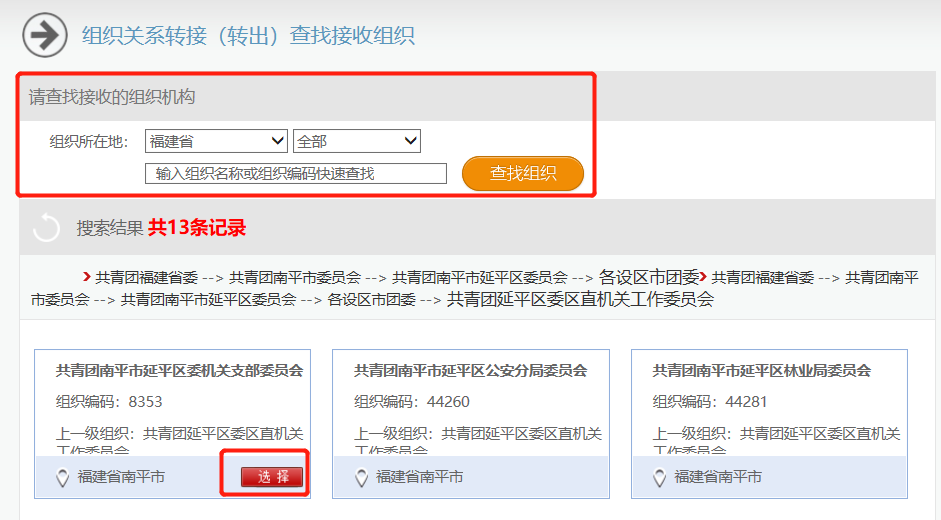 组织关系转接（转出）查找接收组织
请查找接收的组织机构
组织所在地： 福建省 全部
输入组织名称或组织编码快速查找 查找组织
搜索结果 共13条记录
共青团福建省委 --> 共青团南平市委员会 --> 共青团南平市延平区委员会 --> 各设区市团委 共青团福建省委 --> 共青团南平
市委员会 --> 共青团南平市延平区委员会 --> 各设区市团委 --> 共青团延平区委区直机关工作委员会
共青团南平市延平区委机关支部委员会
组织编码：8353
上一级组织：共青团延平区委区直机关
工作委员会
福建省南平市 选 择
共青团南平市延平区公安分局委员会
组织编码：44260
上一级组织：共青团延平区委区直机关
工作委员会
福建省南平市
共青团南平市延平区林业局委员会
组织编码：44281
上一级组织：共青团延平区委区直机关
工作委员会
福建省南平市